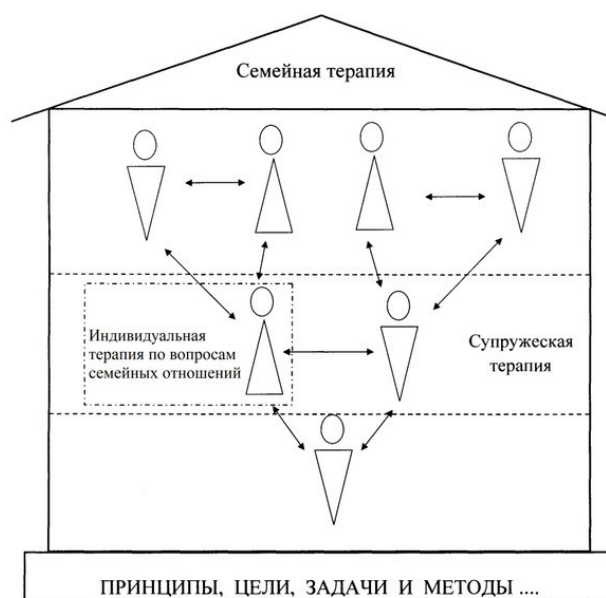 Семейная терапия
Индивидуальная
терапия по вопросам
семейных отношений
Супружеская
терапия
ПРИНЦИПЫ, ЦЕЛИ, ЗАДАЧИ И МЕТОДЫ ....